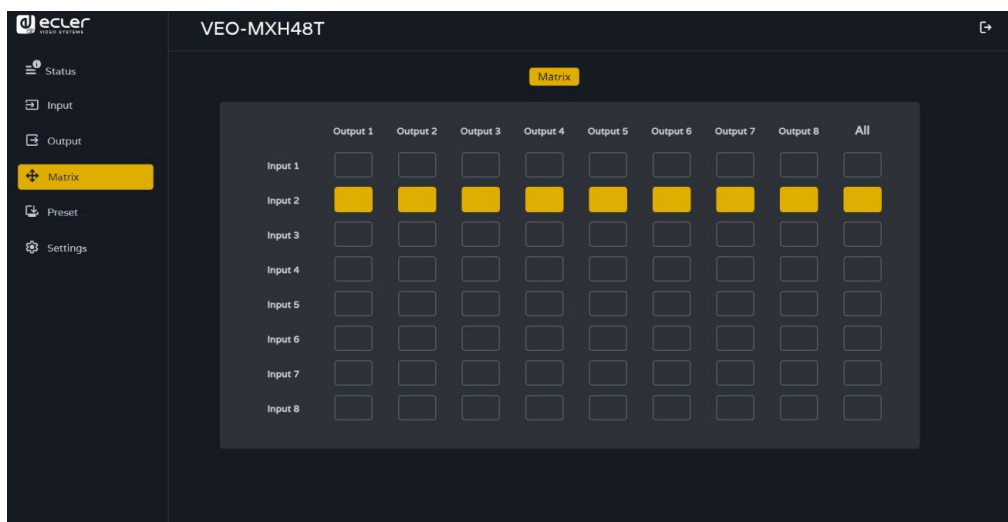 ecler
VIDEO SYSTEMS
VEO-MXH48T
Status
Input
Output
Matrix
Preset
Settings
Matrix
Output 1 Output 2 Output 3 Output 4 Output 5 Output 6 Output 7 Output 8 All
Input 1
Input 2
Input 3
Input 4
Input 5
Input 6
Input 7
Input 8